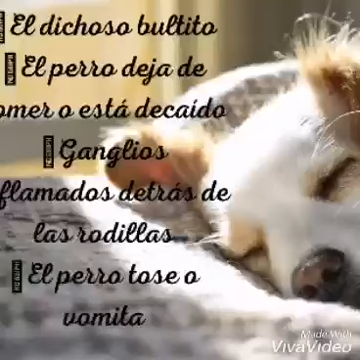 El dichoso bultito
El perro deja de
omer o está decaído
Ganglios
flamados detrás de
las rodillas
El perro tose o
vomita
Made With
VivaVideo